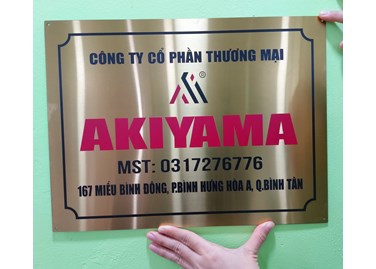 CÔNG TY CỔ PHẦN THƯƠNG MẠI
®
AKIYAMA
MST: 0317276776
167 MIẾU BÌNH ĐÔNG, P.BÌNH HƯNG HÒA A, Q.BÌNH TÂN